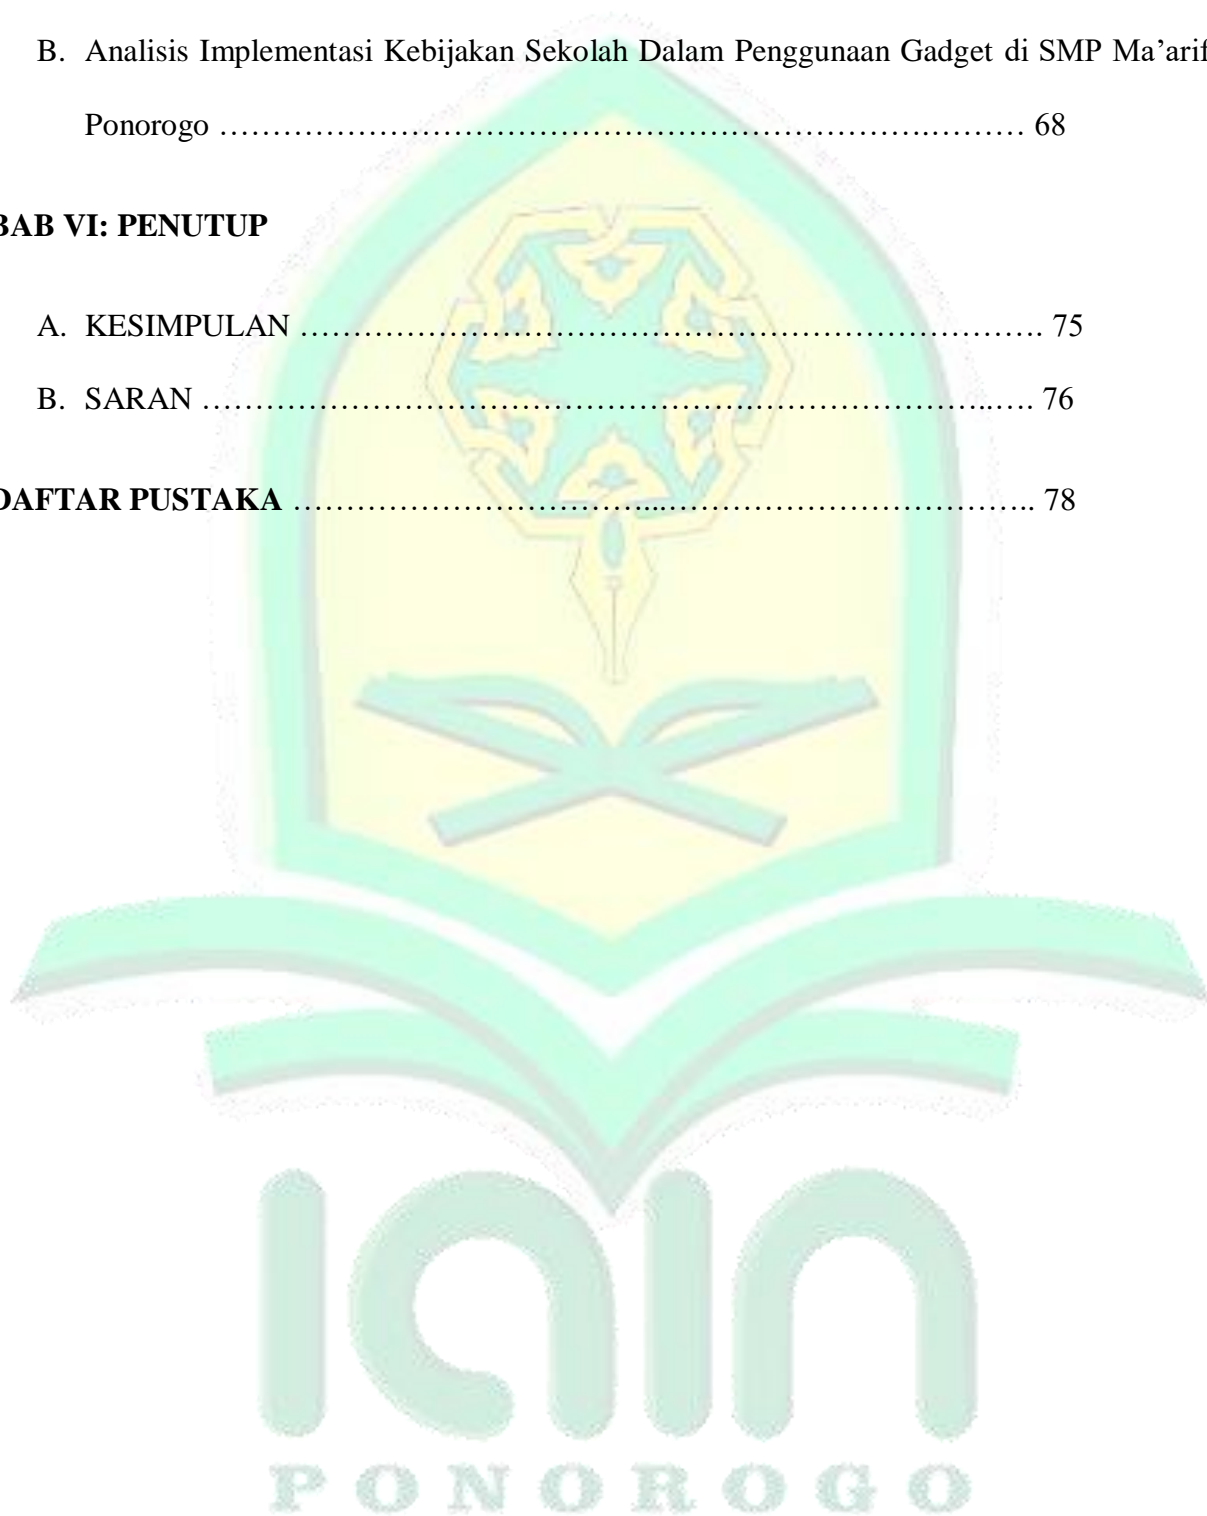 B. Analisis Implementasi Kebijakan Sekolah Dalam Penggunaan Gadget di SMP Ma’arif
Ponorogo ……………………………………………………………….……… 68
BAB VI: PENUTUP
A. KESIMPULAN ……………………………………………………………. 75
B. SARAN …………………………………………………………………..…. 76
DAFTAR PUSTAKA ……………………………...…………………………….. 78
iain
PONOROGO